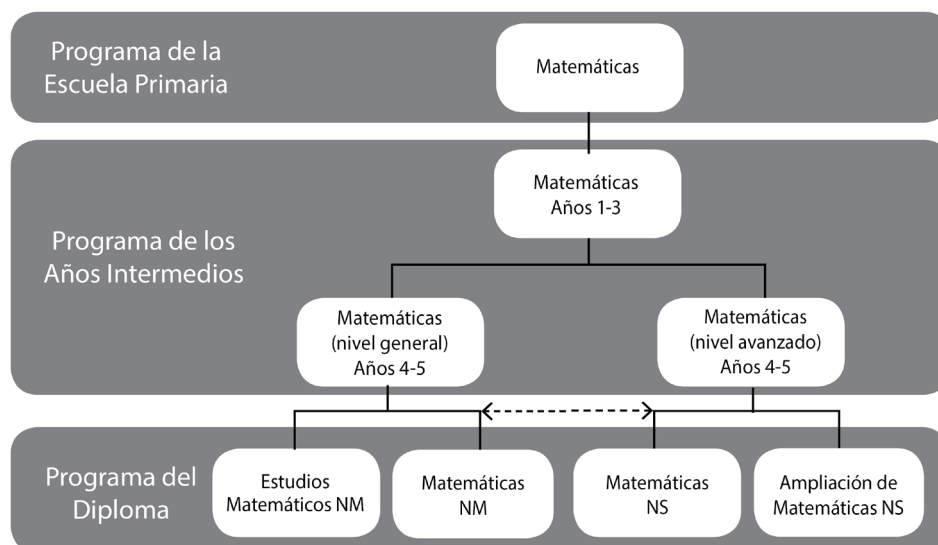 Programa de la
Escuela Primaria
Matemáticas
Programa de los
Años Intermedios
Matemáticas
Años 1-3
Matemáticas
(nivel general)
Años 4-5
Matemáticas
(nivel avanzado)
Años 4-5
Programa del
Diploma
Estudios
Matemáticos NM
Matemáticas
NM
Matemáticas
NS
Ampliación de
Matemáticas NS